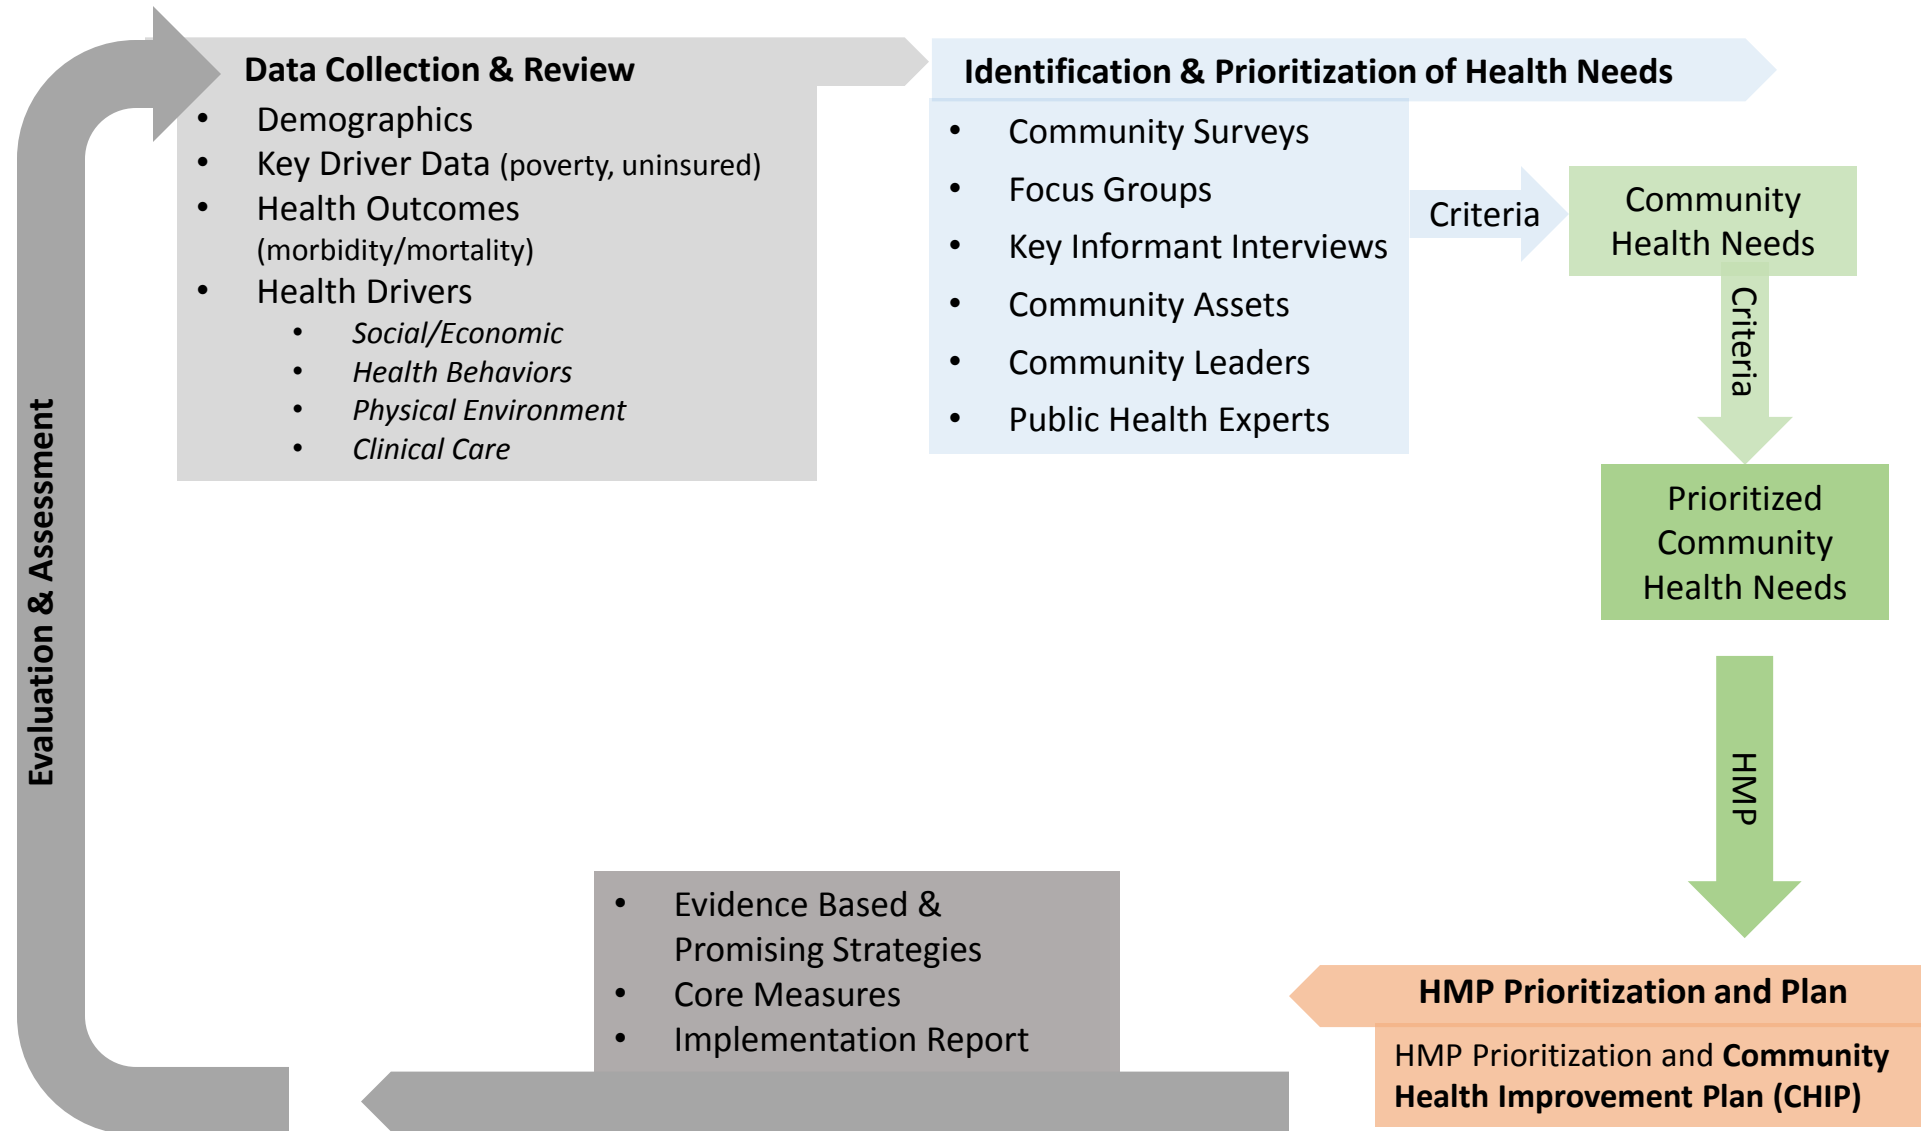 Data Collection & Review
• Demographics
• Key Driver Data (poverty, uninsured)
• Health Outcomes
(morbidity/mortality)
• Health Drivers
• Social/Economic
• Health Behaviors
• Physical Environment
• Clinical Care
Identification & Prioritization of Health Needs
• Community Surveys
• Focus Groups
• Key Informant Interviews
• Community Assets
• Community Leaders
• Public Health Experts
Criteria
Community
Health Needs
Criteria
Prioritized
Community
Health Needs
HMP
HMP Prioritization and Plan
HMP Prioritization and Community
Health Improvement Plan (CHIP)
• Evidence Based &
Promising Strategies
• Core Measures
• Implementation Report
Evaluation & Assessment